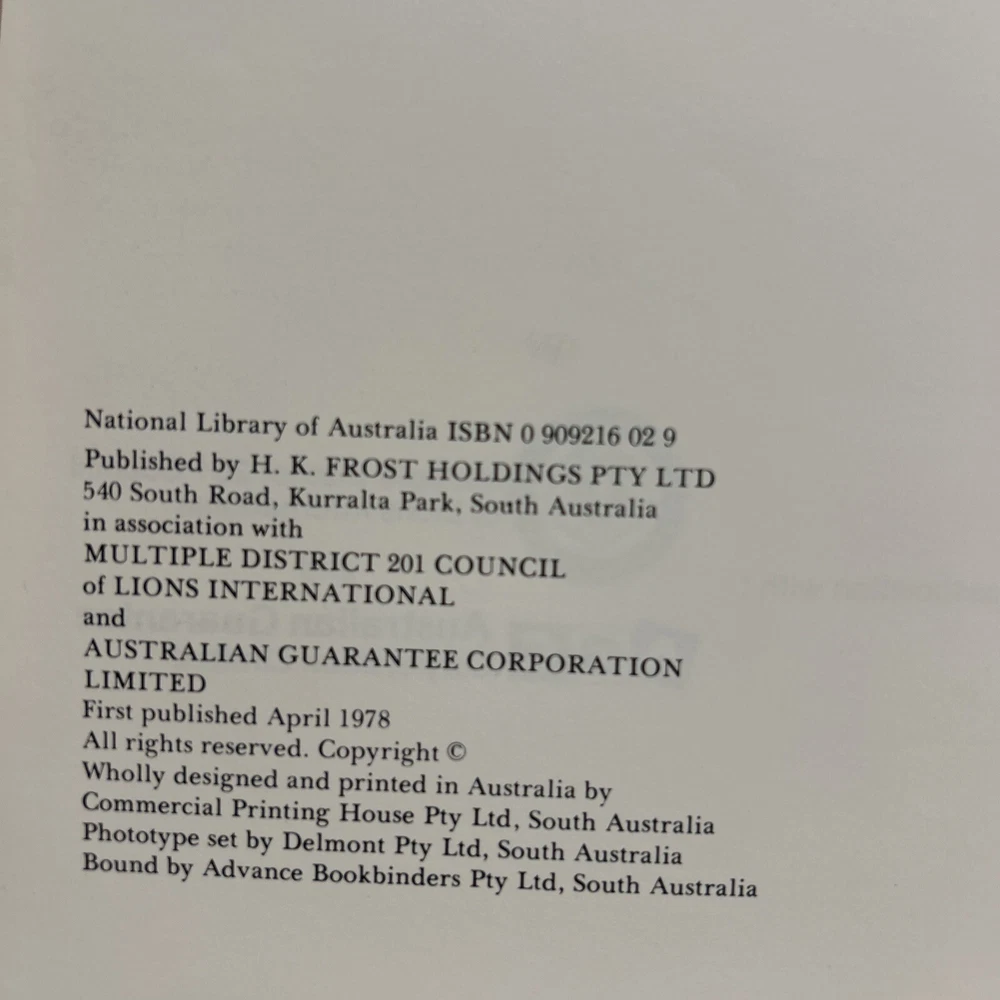 National Library of Australia ISBN 0 909216 02 9
Published by H. K. FROST HOLDINGS PTY LTD
540 South Road, Kurralta Park, South Australia
in association with
MULTIPLE DISTRICT 201 COUNCIL
of LIONS INTERNATIONAL
and
AUSTRALIAN GUARANTEE CORPORATION
LIMITED
First published April 1978
All rights reserved. Copyright ©
Wholly designed and printed in Australia by
Commercial Printing House Pty Ltd, South Australia
Phototype set by Delmont Pty Ltd, South Australia
Bound by Advance Bookbinders Pty Ltd, South Australia